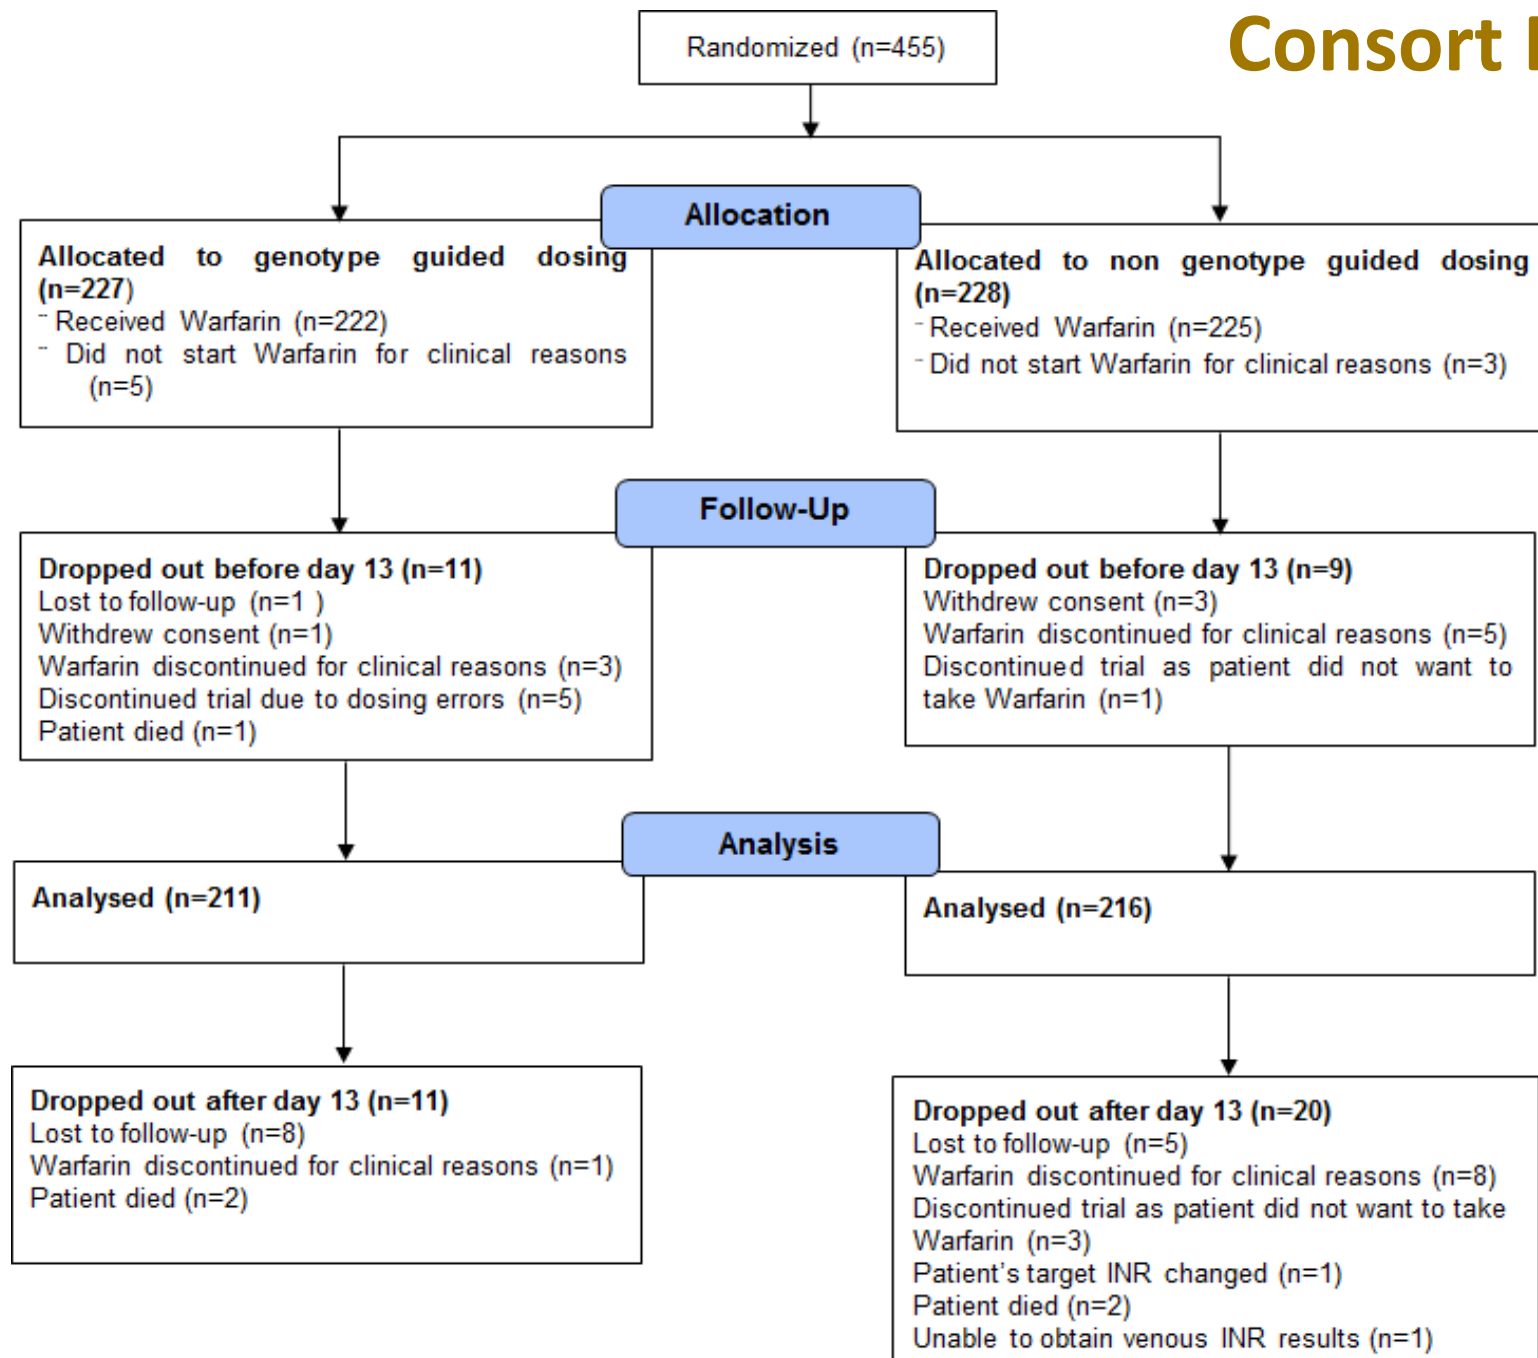 Consort
Randomized (n=455)
Allocation
Allocated to genotype guided dosing
(n=227)
- Received Warfarin (n=222)
- Did not start Warfarin for clinical reasons
(n=5)
Allocated to non genotype guided dosing
(n=228)
- Received Warfarin (n=225)
- Did not start Warfarin for clinical reasons (n=3)
Follow-Up
Dropped out before day 13 (n=11)
Lost to follow-up (n=1 )
Withdrew consent (n=1)
Warfarin discontinued for clinical reasons (n=3)
Discontinued trial due to dosing errors (n=5)
Patient died (n=1)
Dropped out before day 13 (n=9)
Withdrew consent (n=3)
Warfarin discontinued for clinical reasons (n=5)
Discontinued trial as patient did not want to
take Warfarin (n=1)
Analysis
Analysed (n=211)
Analysed (n=216)
Dropped out after day 13 (n=11)
Lost to follow-up (n=8)
Warfarin discontinued for clinical reasons (n=1)
Patient died (n=2)
Dropped out after day 13 (n=20)
Lost to follow-up (n=5)
Warfarin discontinued for clinical reasons (n=8)
Discontinued trial as patient did not want to take
Warfarin (n=3)
Patient's target INR changed (n=1)
Patient died (n=2)
Unable to obtain venous INR results (n=1)